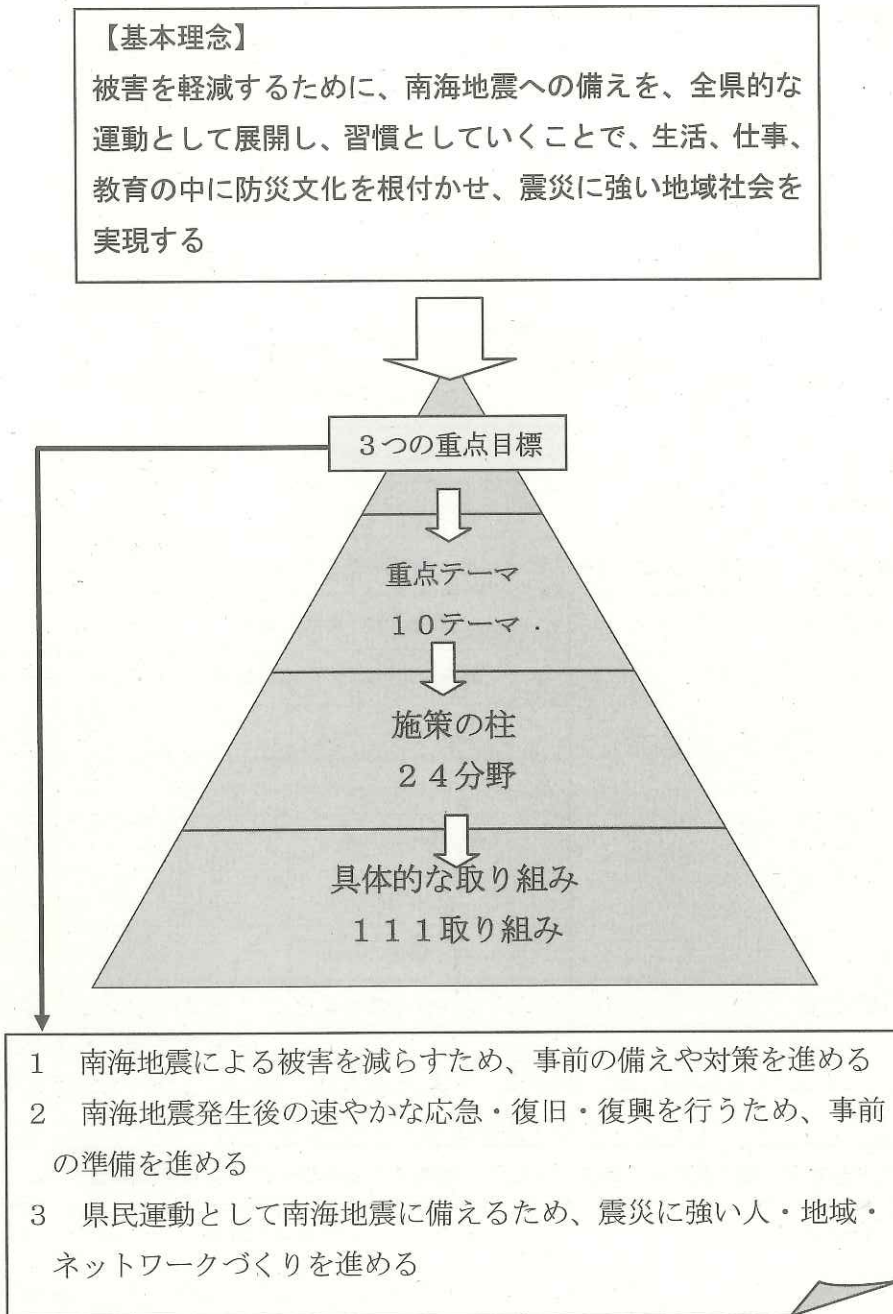 【基本理念】
被害を軽減するために、南海地震への備えを、全県的な
運動として展開し、習慣としていくことで、生活、仕事、
教育の中に防災文化を根付かせ、震災に強い地域社会を
実現する
３つの重点目標
重点テーマ
１０テーマ
施策の柱
２４分野
具体的な取り組み
１１１取り組み
1　南海地震による被害を減らすため、事前の備えや対策を進める
2　南海地震発生後の速やかな応急・復旧・復興を行うため、事前
の準備を進める
3　県民運動として南海地震に備えるため、震災に強い人・地域・
ネットワークづくりを進める